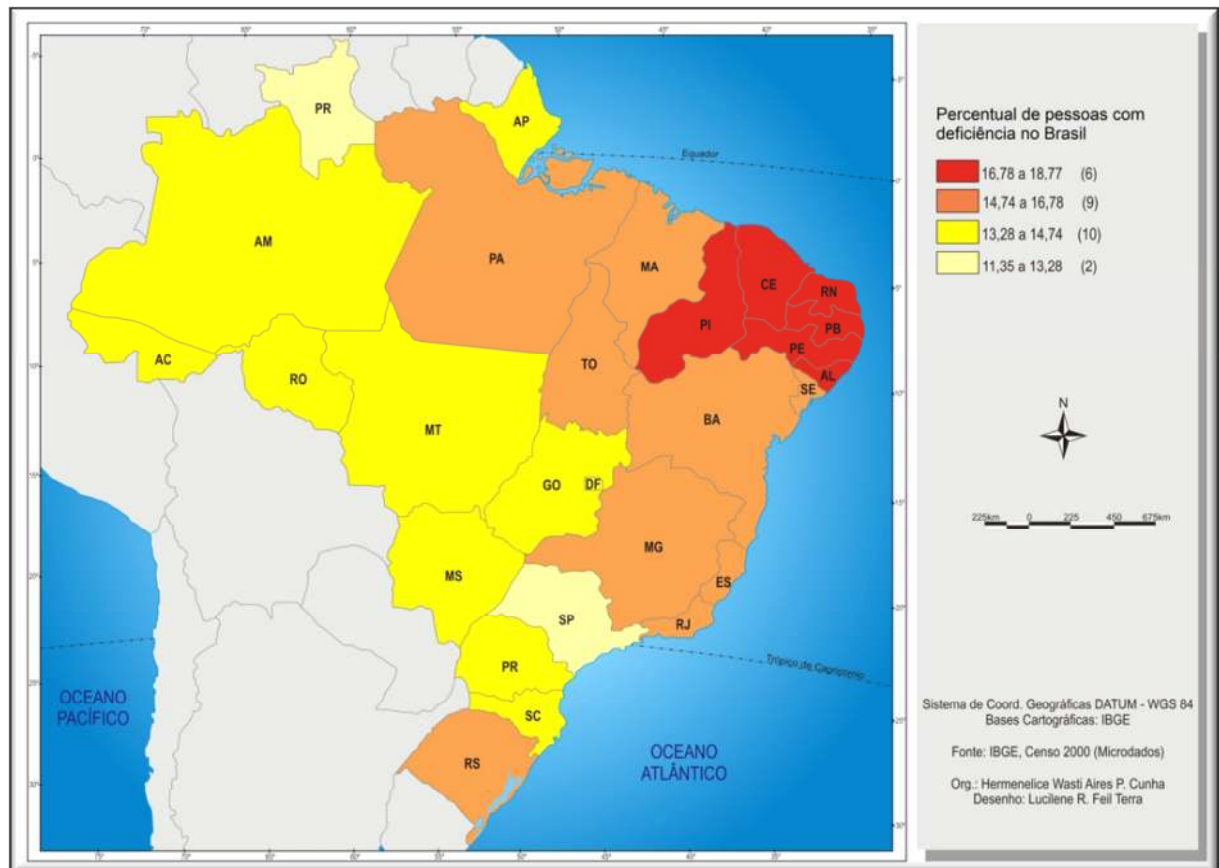 Percentual de pessoas com
deficiência no Brasil
16,78 a 18,77 (6)
14,74 a 16,78 (9)
13,28 a 14,74 (10)
11,35 a 13,28 (2)
N
225km 0 225 450 675km
Sistema de Coord. Geográficas DATUM - WGS 84
Bases Cartográficas: IBGE
Fonte: IBGE, Censo 2000 (Microdados)
Org.: Hermenelice Wasti Aires P. Cunha
Desenho: Lucilene R. Feil Terra
PR
AP
Equador
AM
PA
MA
CE
RN
PI
PB
PE
AC
RO
TO
AL
SE
MT
BA
GO
DF
MG
MS
ES
SP
RJ
PR
Trópico de Capricórnio
SC
RS
OCEANO
PACÍFICO
OCEANO
ATLÂNTICO